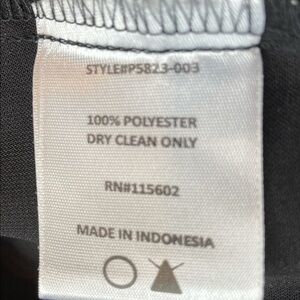 STYLE#P5823-003
100% POLYESTER
DRY CLEAN ONLY
RN#115602
MADE IN INDONESIA